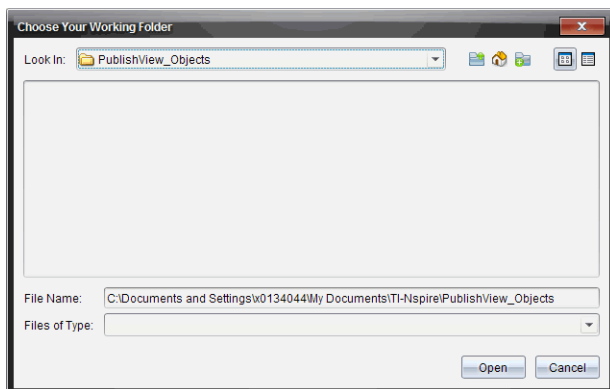 Choose Your Working Folder
Look In: PublishView_Objects
File Name: C:\Documents and Settings\x0134044\My Documents\TI-Nspire\PublishView_Objects
Files of Type:
Open Cancel